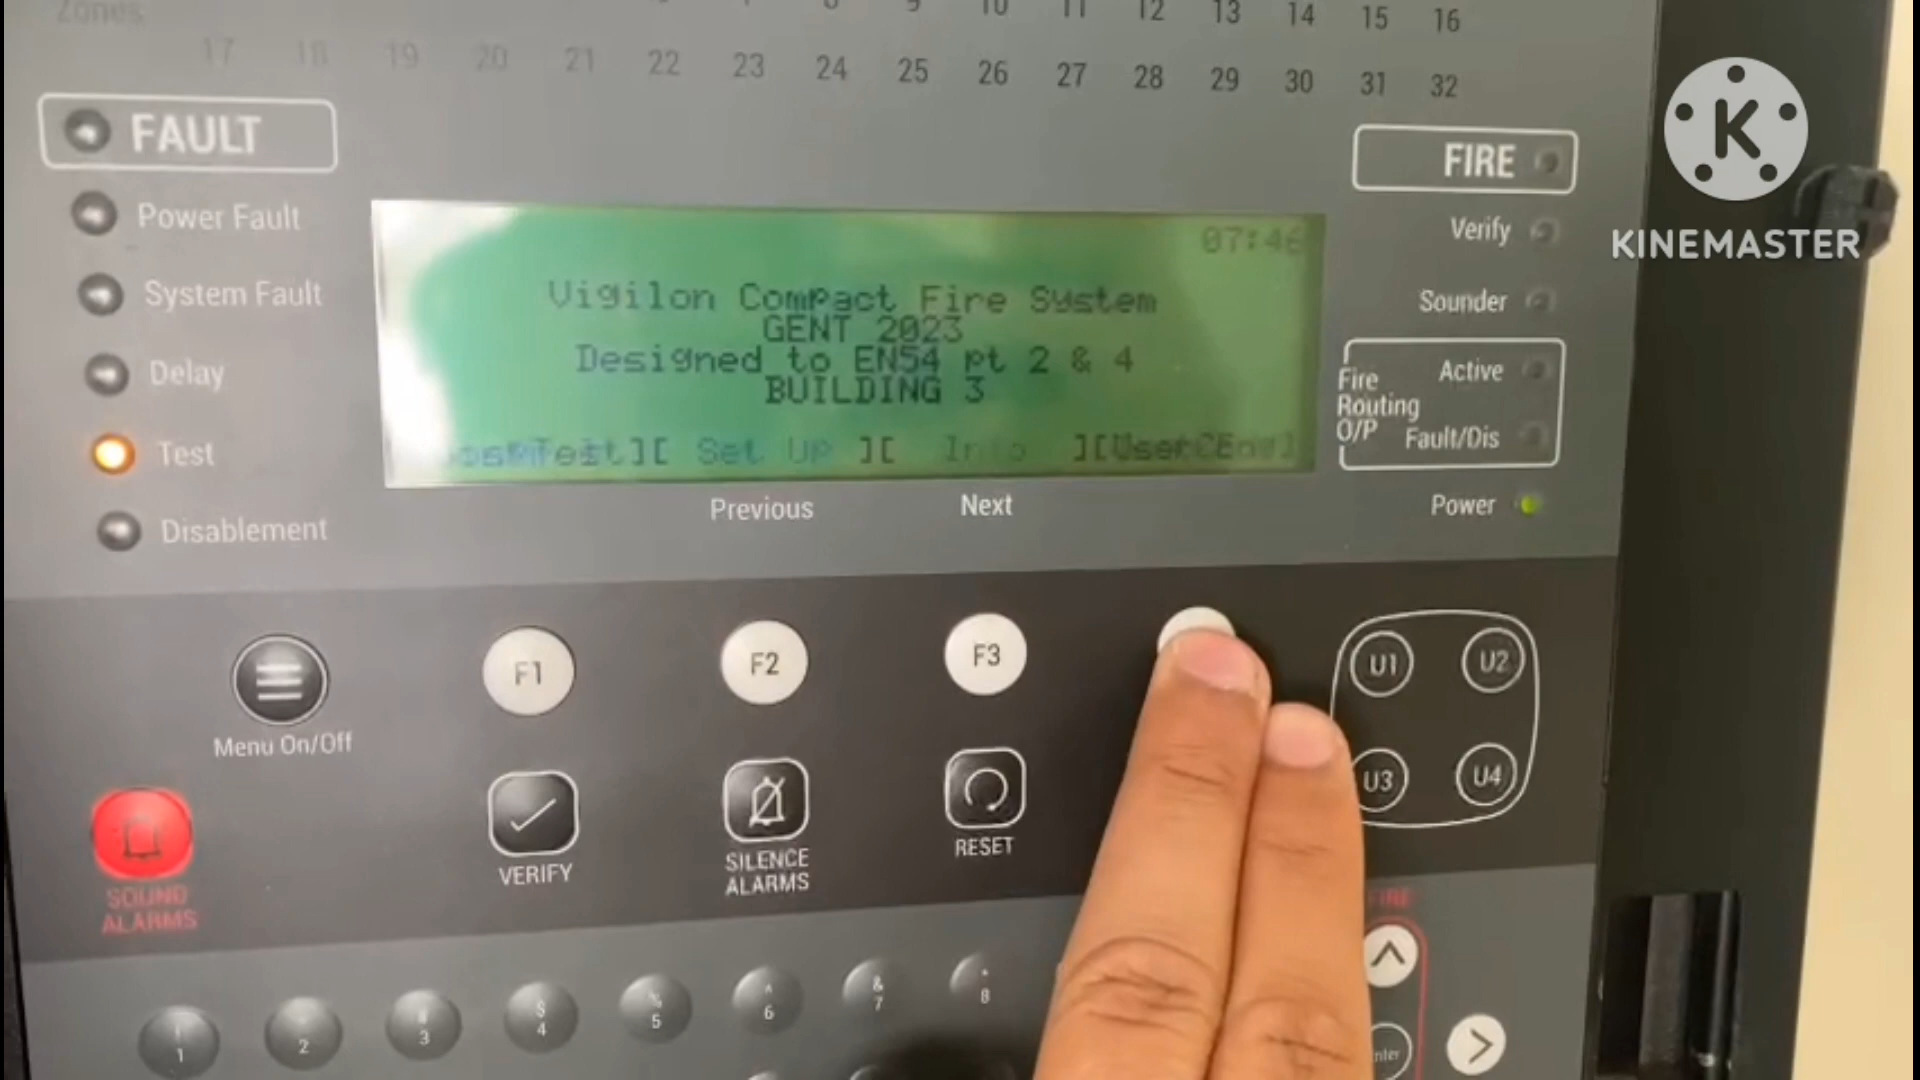 Zones
9 10 11 12 13 14 15 16
17 18 19 20 21 22 23 24 25 26 27 28 29 30 31 32
FAULT
Power Fault
System Fault
Delay
Test
Disablement
07:46
Vigilon Compact Fire System
GENT 2023
Designed to EN54 pt 2 & 4
BUILDING 3
][ Set Up ][ Info ][
Previous
Next
FIRE
Verify
Sounder
Fire
Routing
O/P
Active
Fault/Dis
Power
K
KINEMASTER
Menu On/Off
F1
F2
F3
U1
U2
U3
U4
SOUND
ALARMS
VERIFY
SILENCE
ALARMS
RESET
FIRE
1
2
3
$
4
%
5
^
6
&
7
*
8